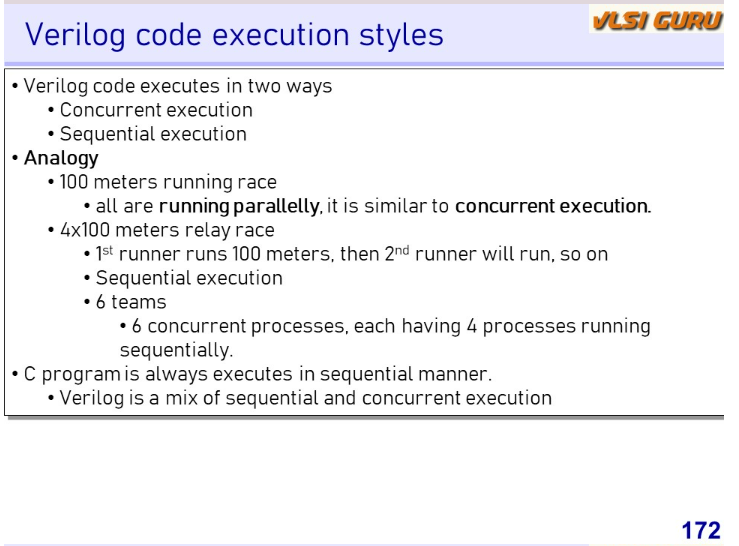 Verilog code execution styles
VLSI GURU
• Verilog code executes in two ways
• Concurrent execution
• Sequential execution
• Analogy
• 100 meters running race
• all are running parallelly, it is similar to concurrent execution.
• 4x100 meters relay race
• 1st runner runs 100 meters, then 2nd runner will run, so on
• Sequential execution
• 6 teams
• 6 concurrent processes, each having 4 processes running
sequentially.
• C program is always executes in sequential manner.
• Verilog is a mix of sequential and concurrent execution
172